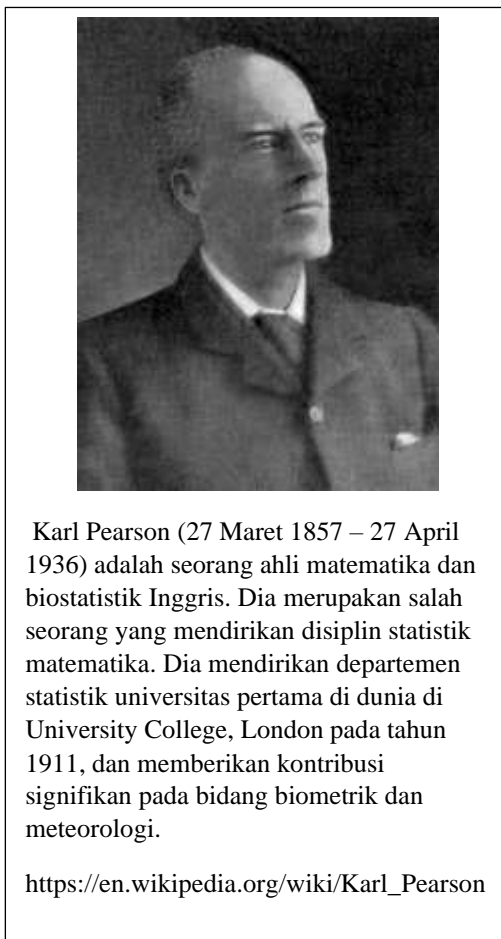 Karl Pearson (27 Maret 1857 – 27 April
1936) adalah seorang ahli matematika dan
biostatistik Inggris. Dia merupakan salah
seorang yang mendirikan disiplin statistik
matematika. Dia mendirikan departemen
statistik universitas pertama di dunia di
University College, London pada tahun
1911, dan memberikan kontribusi
signifikan pada bidang biometrik dan
meteorologi.
https://en.wikipedia.org/wiki/Karl_Pearson